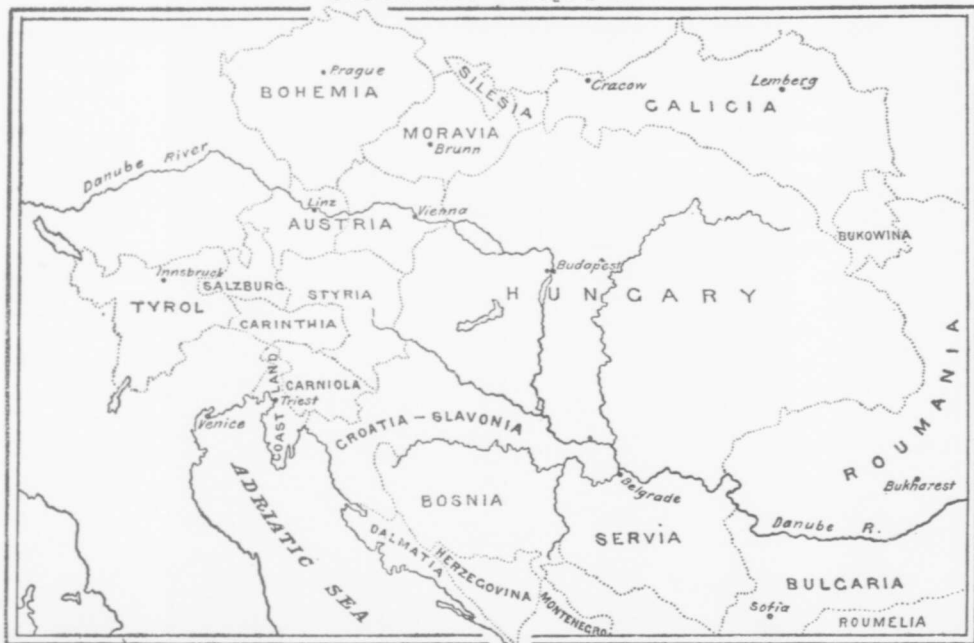 Prague
BOHEMIA
SILESIA
Cracow
Lemberg
GALICIA
MORAVIA
Brunn
Danube River
Linz
Vienna
AUSTRIA
BUKOWINA
Innsbruck
SALZBURG
STYRIA
TYROL
Budapest
HUNGARY
CARINTHIA
COAST LAND
CARNIOLA
Triest
Venice
CROATIA - SLAVONIA
ROUMANIA
Bukharest
ADRIATIC SEA
BOSNIA
Belgrade
SERVIA
Danube R.
DALMATIA
HERZEGOVINA
MONTENEGRO
BULGARIA
Sofia
ROUMELIA